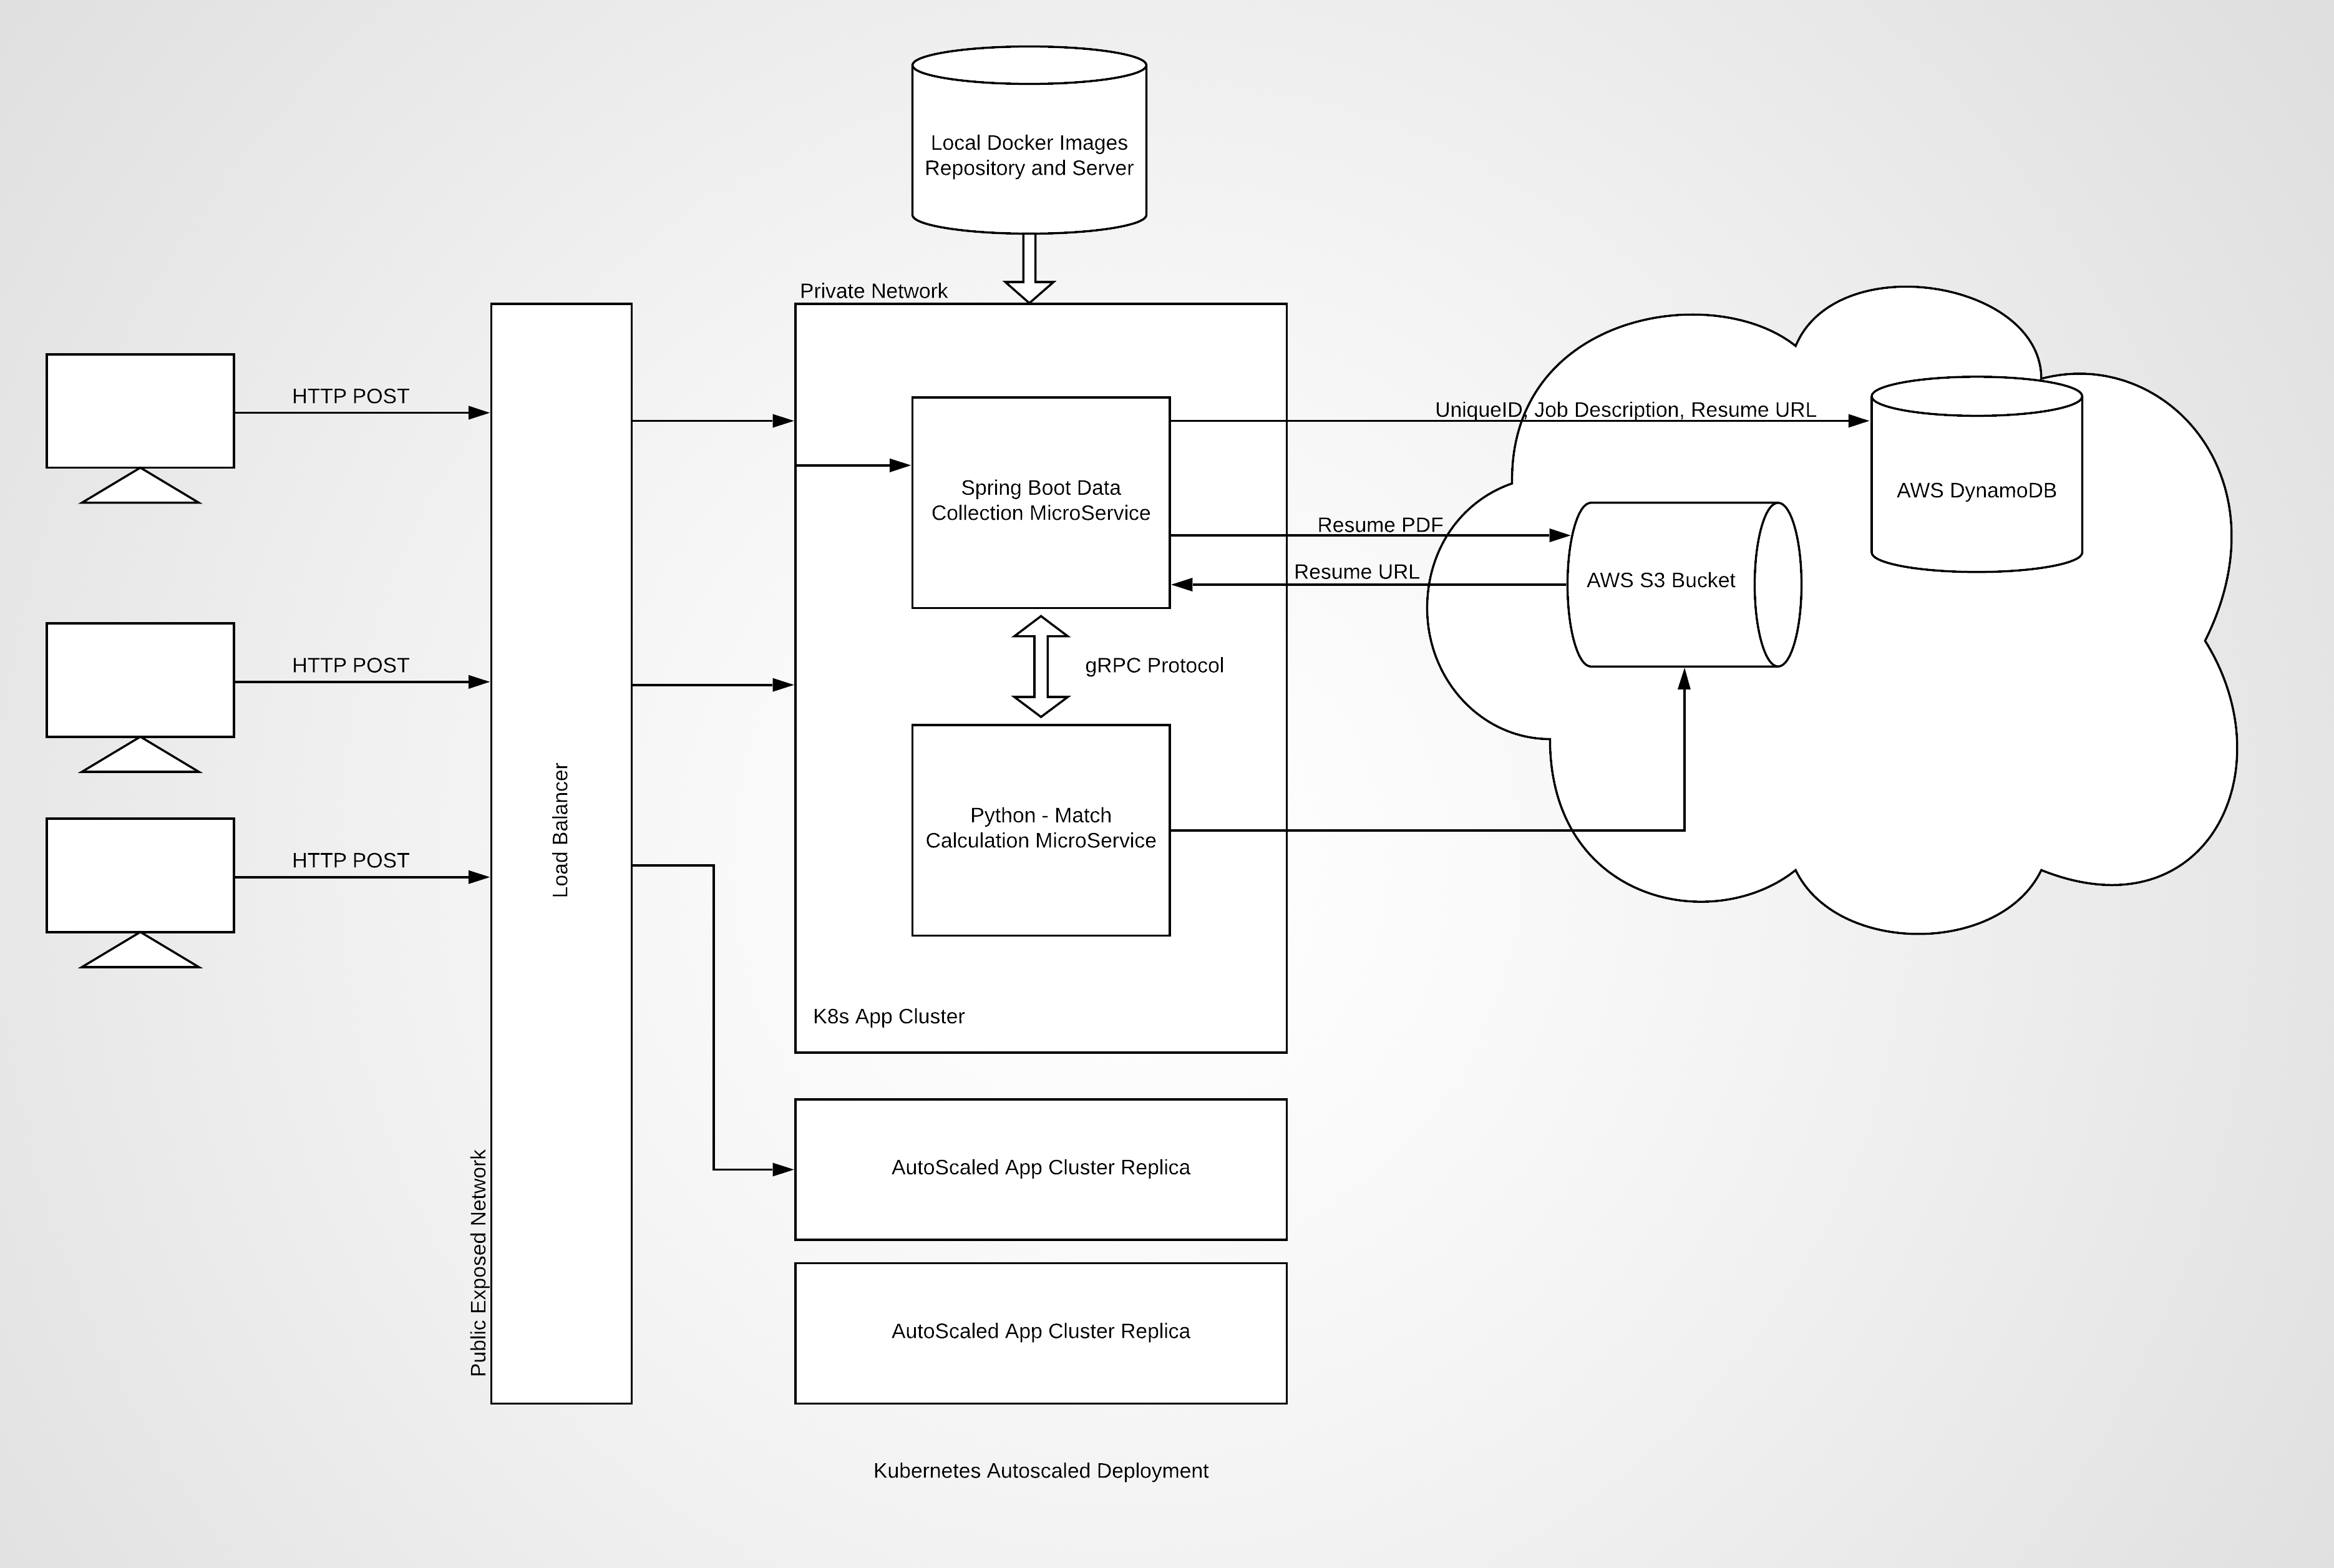 Local Docker Images
Repository and Server
Private Network
HTTP POST
UniqueID, Job Description, Resume URL
Spring Boot Data
Collection MicroService
AWS DynamoDB
Resume PDF
Resume URL
AWS S3 Bucket
HTTP POST
gRPC Protocol
Load Balancer
Python - Match
Calculation MicroService
HTTP POST
K8s App Cluster
Public Exposed Network
AutoScaled App Cluster Replica
AutoScaled App Cluster Replica
Kubernetes Autoscaled Deployment